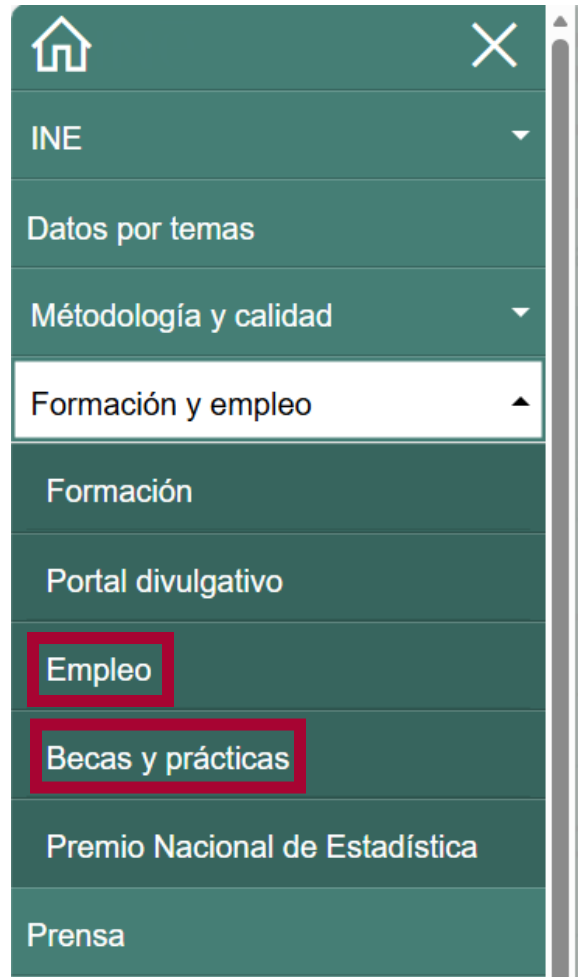 INE
Datos por temas
Métodología y calidad
Formación y empleo
Formación
Portal divulgativo
Empleo
Becas y prácticas
Premio Nacional de Estadística
Prensa